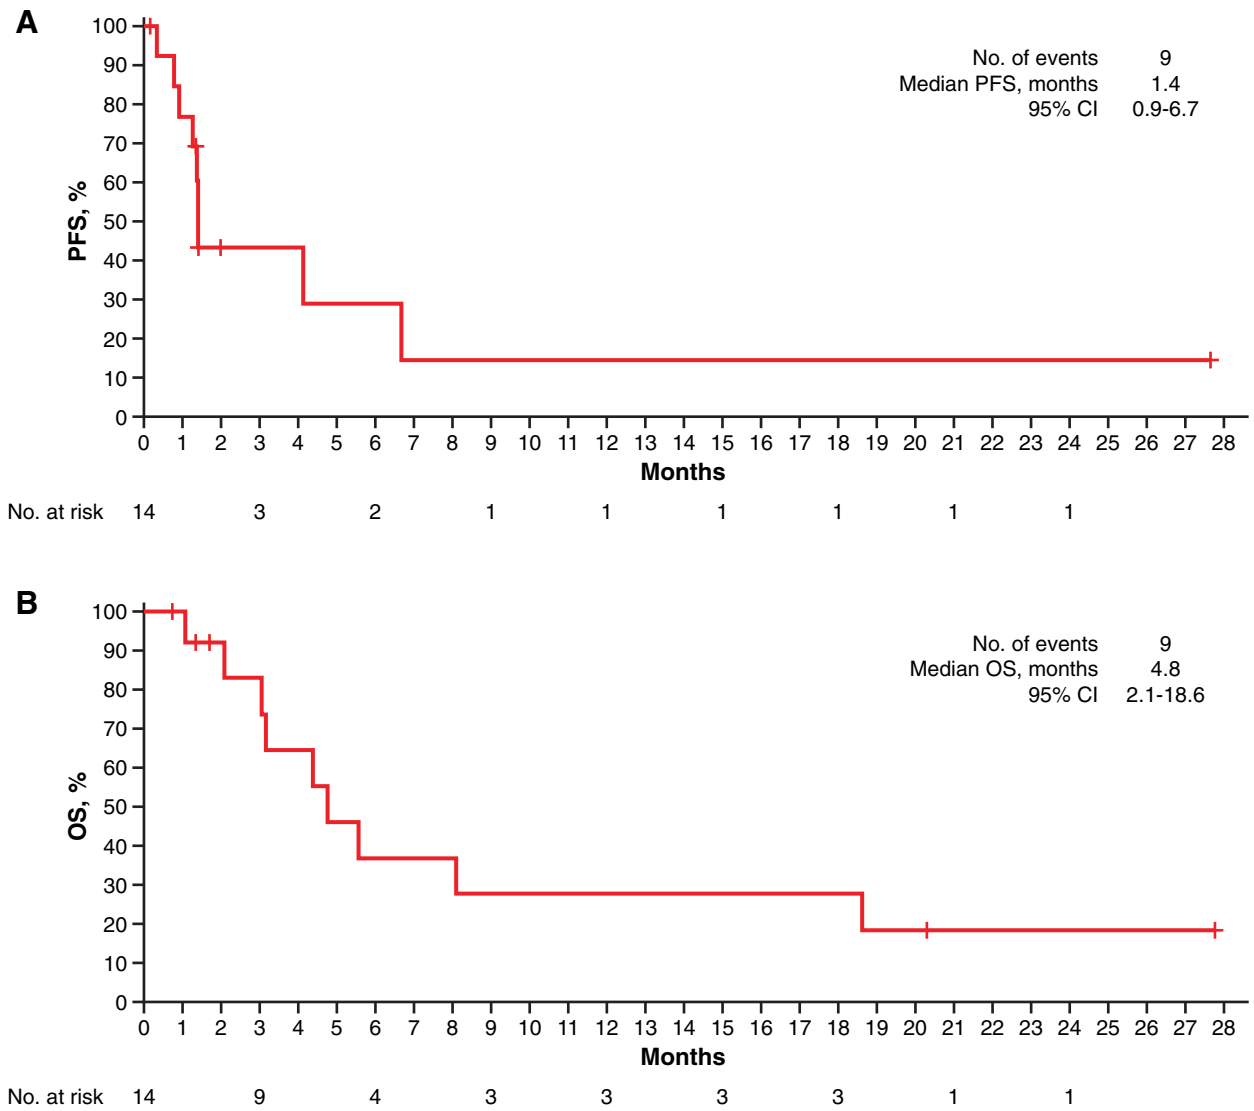 A
No. of events 9
Median PFS, months 1.4
95% CI 0.9-6.7
100
90
80
70
60
50
40
30
20
10
0
PFS, %
0 1 2 3 4 5 6 7 8 9 10 11 12 13 14 15 16 17 18 19 20 21 22 23 24 25 26 27 28
Months
No. at risk 14 3 2 1 1 1 1 1 1
B
No. of events 9
Median OS, months 4.8
95% CI 2.1-18.6
100
90
80
70
60
50
40
30
20
10
0
OS, %
0 1 2 3 4 5 6 7 8 9 10 11 12 13 14 15 16 17 18 19 20 21 22 23 24 25 26 27 28
Months
No. at risk 14 9 4 3 3 3 3 1 1